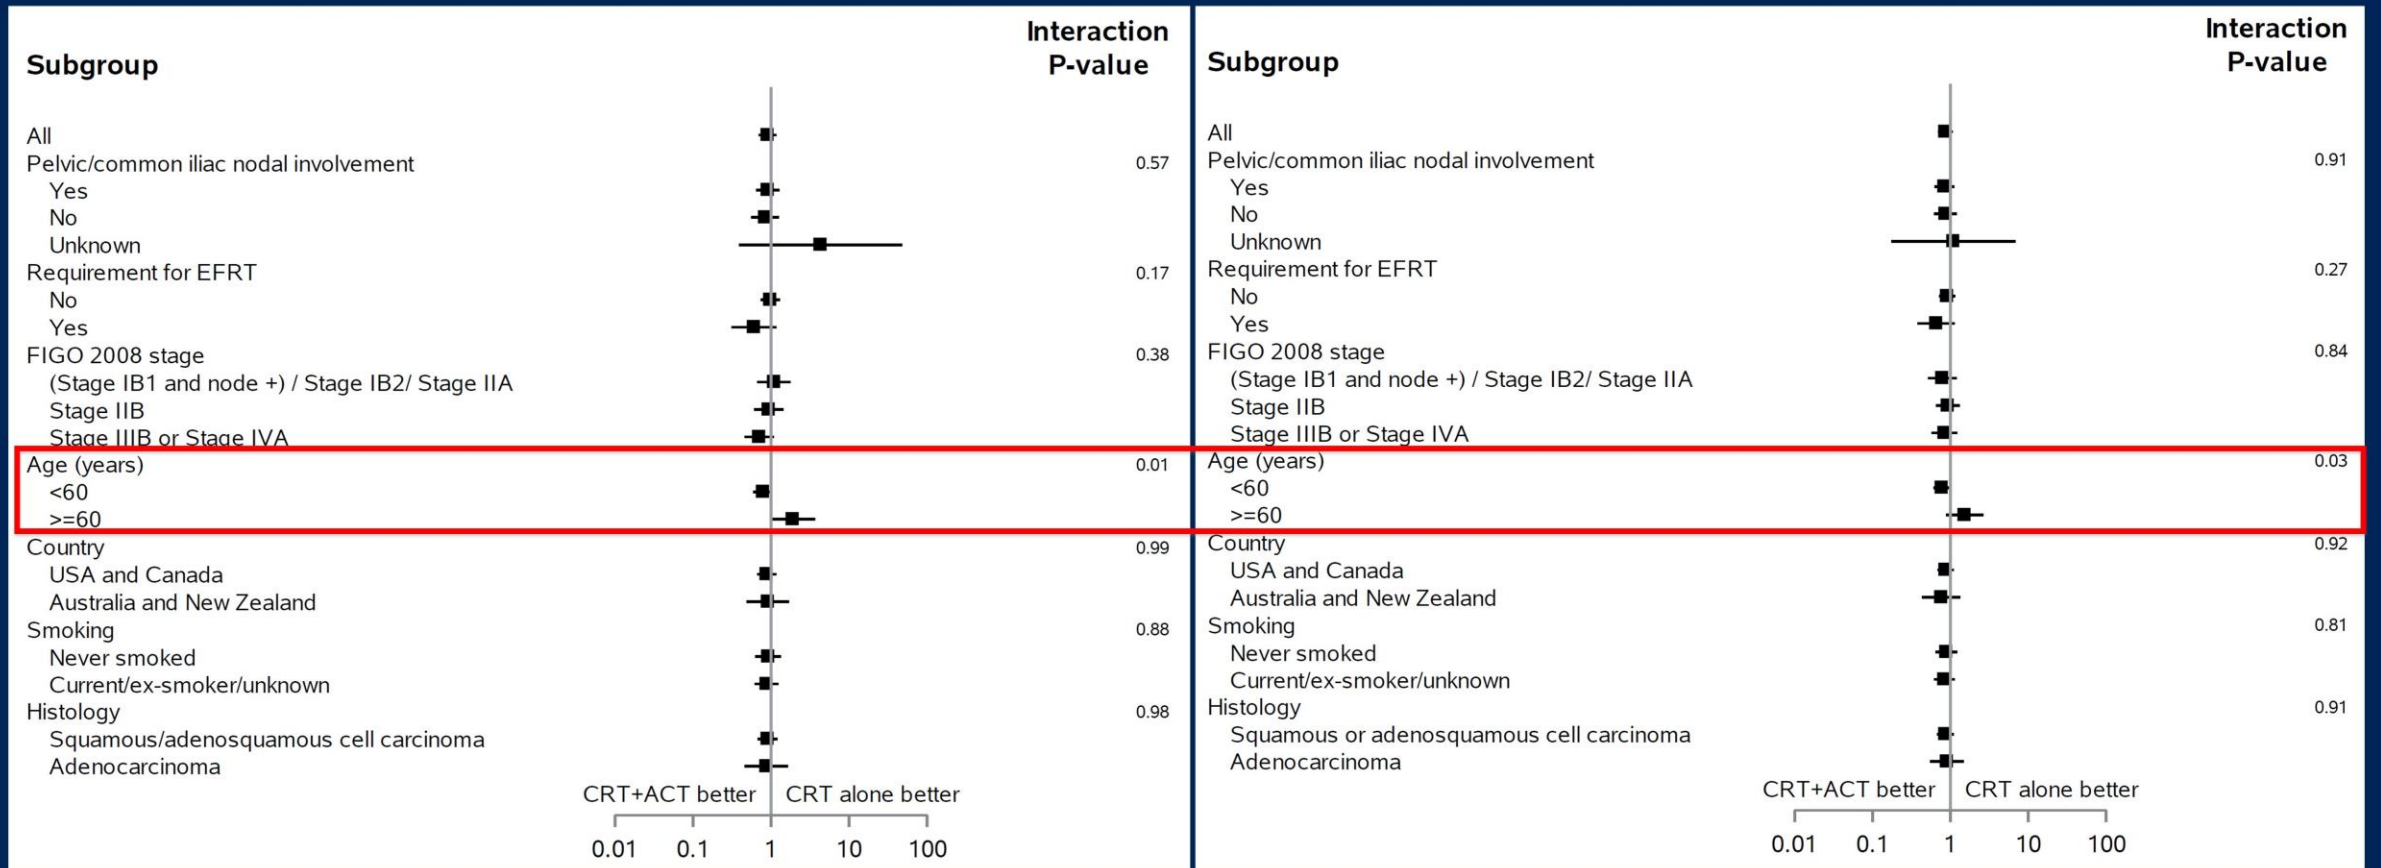 Interaction
P-value
Subgroup
All
Pelvic/common iliac nodal involvement 0.57
Yes
No
Unknown
Requirement for EFRT 0.17
No
Yes
FIGO 2008 stage 0.38
(Stage IB1 and node +) / Stage IB2/ Stage IIA
Stage IIB
Stage IIIB or Stage IVA
Age (years) 0.01
<60
>=60
Country 0.99
USA and Canada
Australia and New Zealand
Smoking 0.88
Never smoked
Current/ex-smoker/unknown
Histology 0.98
Squamous/adenosquamous cell carcinoma
Adenocarcinoma
CRT+ACT better CRT alone better
0.01 0.1 1 10 100
Interaction
P-value
Subgroup
All
Pelvic/common iliac nodal involvement 0.91
Yes
No
Unknown
Requirement for EFRT 0.27
No
Yes
FIGO 2008 stage 0.84
(Stage IB1 and node +) / Stage IB2/ Stage IIA
Stage IIB
Stage IIIB or Stage IVA
Age (years) 0.03
<60
>=60
Country 0.92
USA and Canada
Australia and New Zealand
Smoking 0.81
Never smoked
Current/ex-smoker/unknown
Histology 0.91
Squamous or adenosquamous cell carcinoma
Adenocarcinoma
CRT+ACT better CRT alone better
0.01 0.1 1 10 100